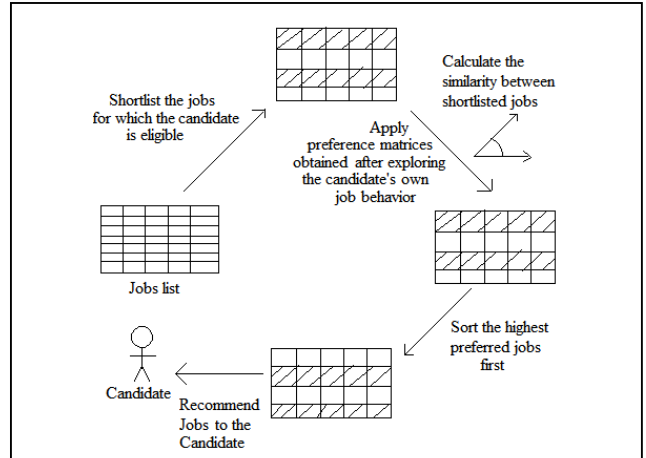 Shortlist the jobs
for which the candidate
is eligible
Calculate the
similarity between
shortlisted jobs
Apply
preference matrices
obtained after exploring
the candidate's own
job behavior
Jobs list
Sort the highest
preferred jobs
first
Candidate
Recommend
Jobs to the
Candidate